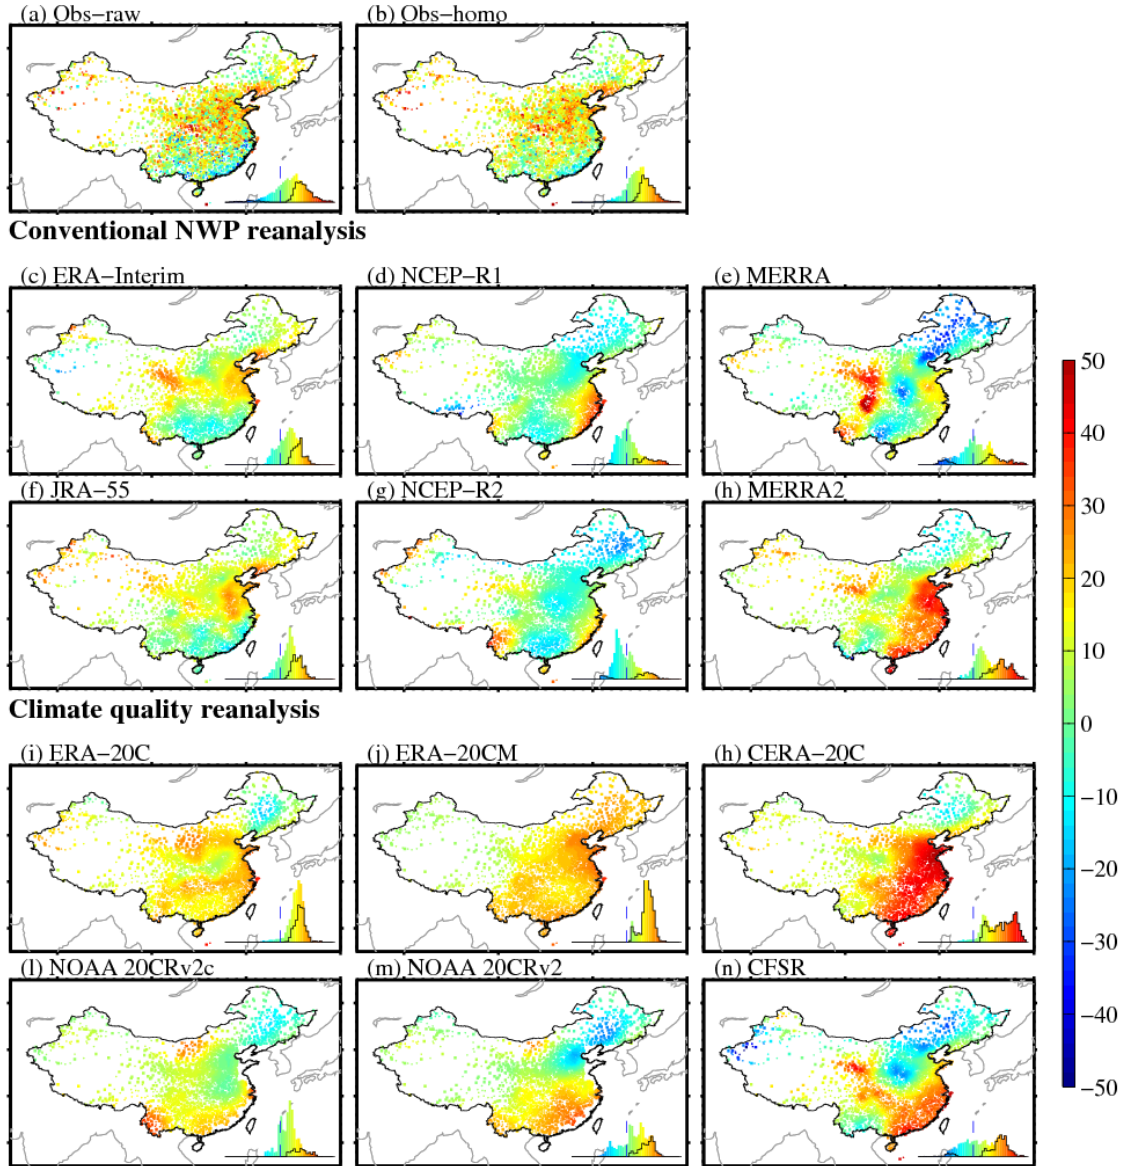 (a) Obs−raw (b) Obs−homo
Conventional NWP reanalysis
(c) ERA−Interim (d) NCEP−R1 (e) MERRA
(f) JRA−55 (g) NCEP−R2 (h) MERRA2
Climate quality reanalysis
(i) ERA−20C (j) ERA−20CM (h) CERA−20C
(l) NOAA 20CRv2c (m) NOAA 20CRv2 (n) CFSR
50
40
30
20
10
0
−10
−20
−30
−40
−50